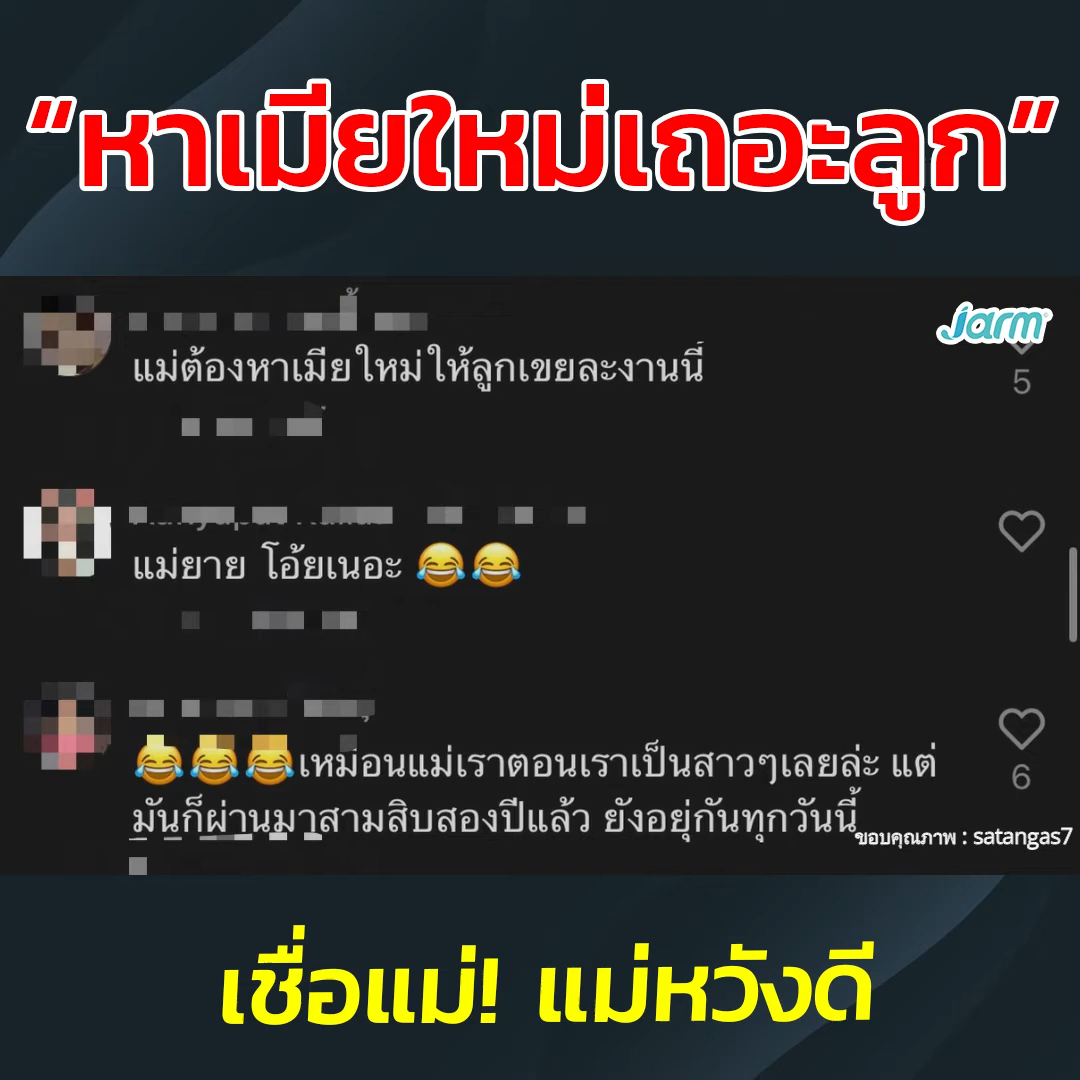 “หาเมียใหม่เถอะลูก”
jarm
แม่ต้องหาเมียใหม่ให้ลูกเขยละงานนี้
5
แม่ยาย โอ้ยเนอะ 😂😂
😂😂😂เหมือนแม่เราตอนเราเป็นสาวๆเลยล่ะ แต่
6
มันก็ผ่านมาสามสิบสองปีแล้ว ยังอยุ่กันทุกวันนี้
ขอบคุณภาพ : satangas7
เชื่อแม่! แม่หวังดี